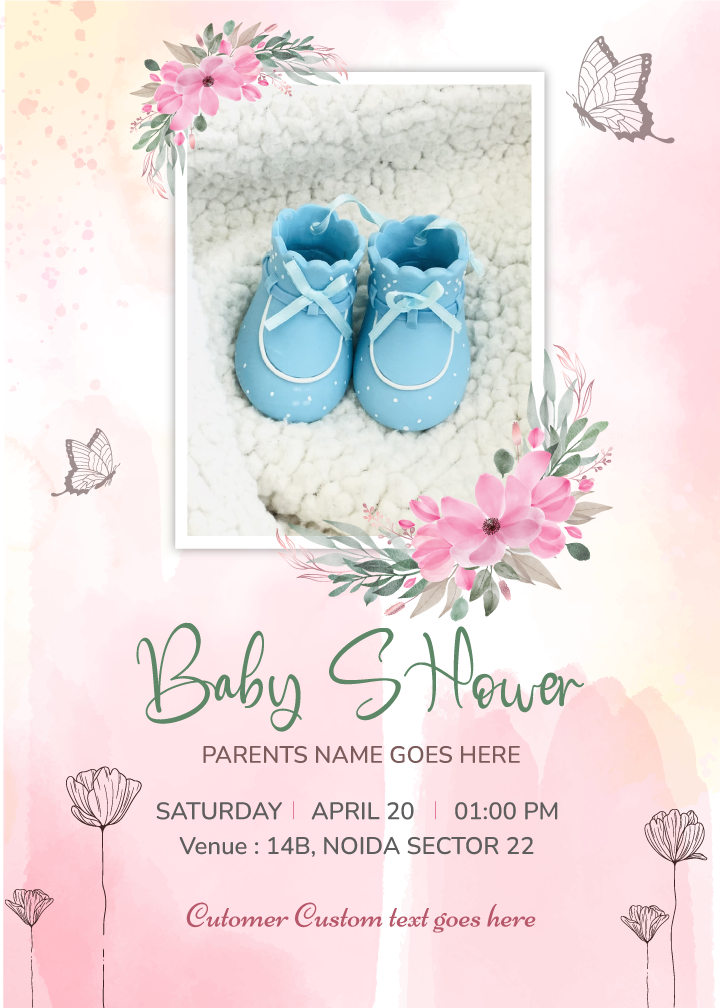 Baby SHower
PARENTS NAME GOES HERE
SATURDAY | APRIL 20 | 01:00 PM
Venue : 14B, NOIDA SECTOR 22
Cutomer Custom text goes here